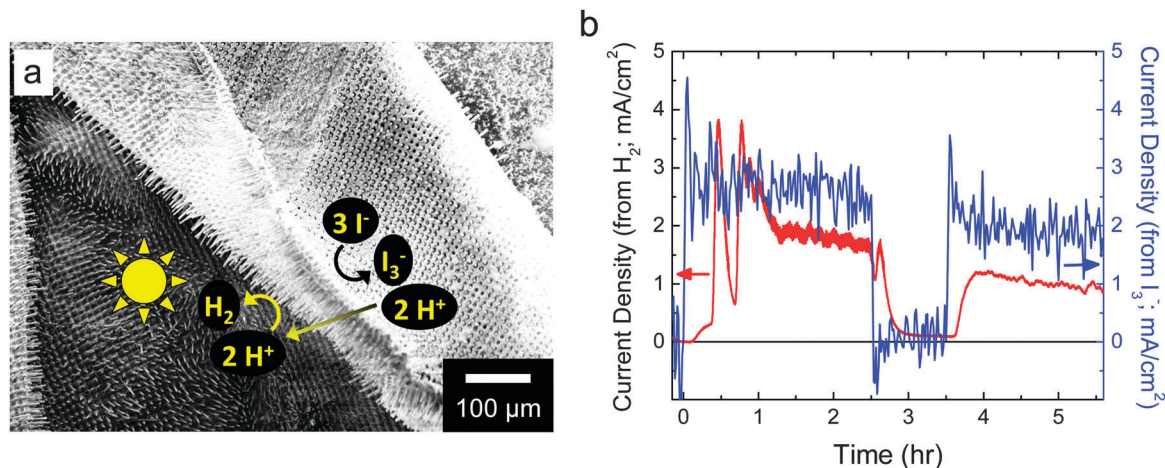 a
3 I⁻
I₃⁻
H₂
2 H⁺
2 H⁺
100 µm
b
Current Density (from H₂; mA/cm²)
5
4
3
2
1
0
0
1
2
3
4
5
Time (hr)
5
4
3
2
1
0
Current Density (from I₃⁻; mA/cm²)